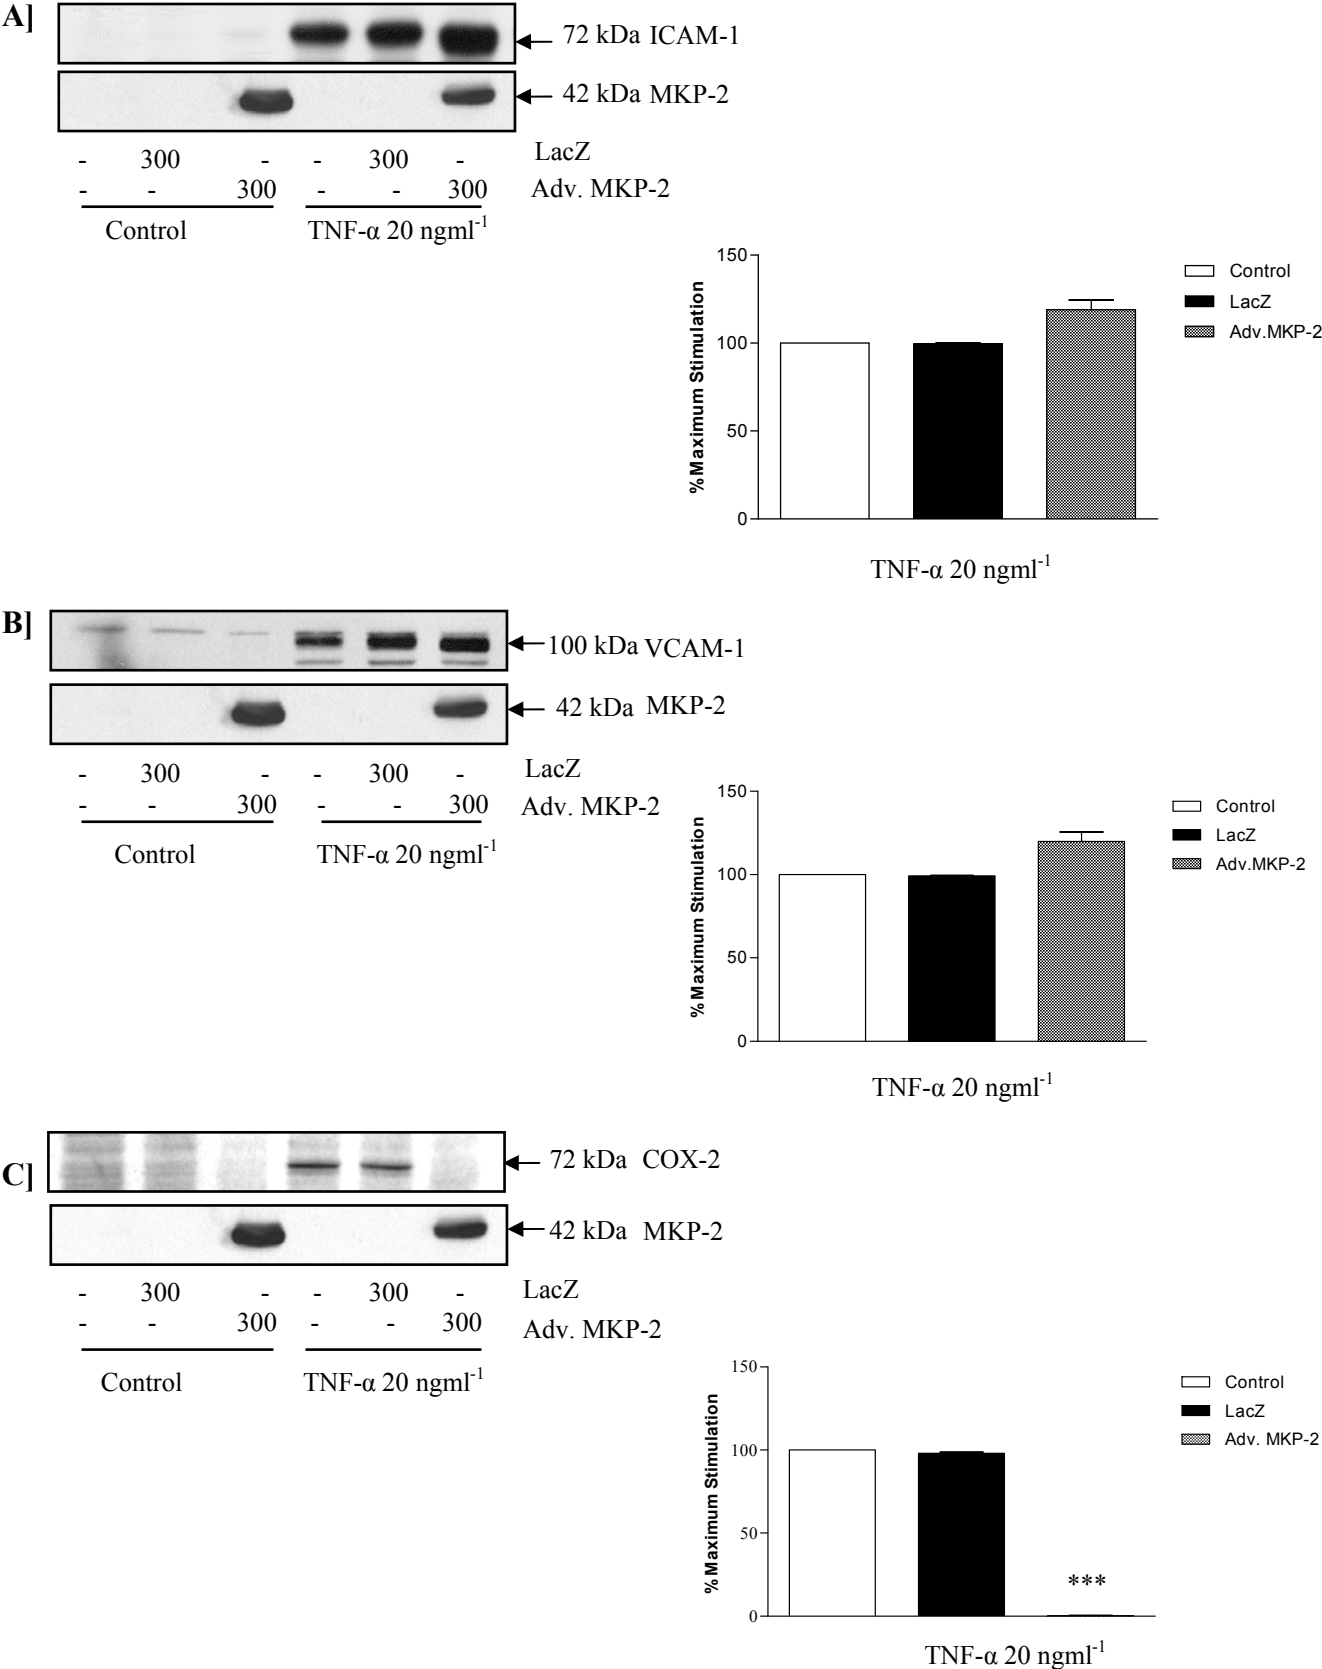 A]
72 kDa ICAM-1
42 kDa MKP-2
- 300 - - 300 - LacZ
- - 300 - - 300 Adv. MKP-2
Control TNF-α 20 ngml-1
150
100
50
0
%Maximum Stimulation
Control
LacZ
Adv.MKP-2
TNF-α 20 ngml-1
B]
100 kDa VCAM-1
42 kDa MKP-2
- 300 - - 300 - LacZ
- - 300 - - 300 Adv. MKP-2
Control TNF-α 20 ngml-1
150
100
50
0
%Maximum Stimulation
Control
LacZ
Adv.MKP-2
TNF-α 20 ngml-1
C]
72 kDa COX-2
42 kDa MKP-2
- 300 - - 300 - LacZ
- - 300 - - 300 Adv. MKP-2
Control TNF-α 20 ngml-1
150
100
50
0
%Maximum Stimulation
***
Control
LacZ
Adv. MKP-2
TNF-α 20 ngml-1